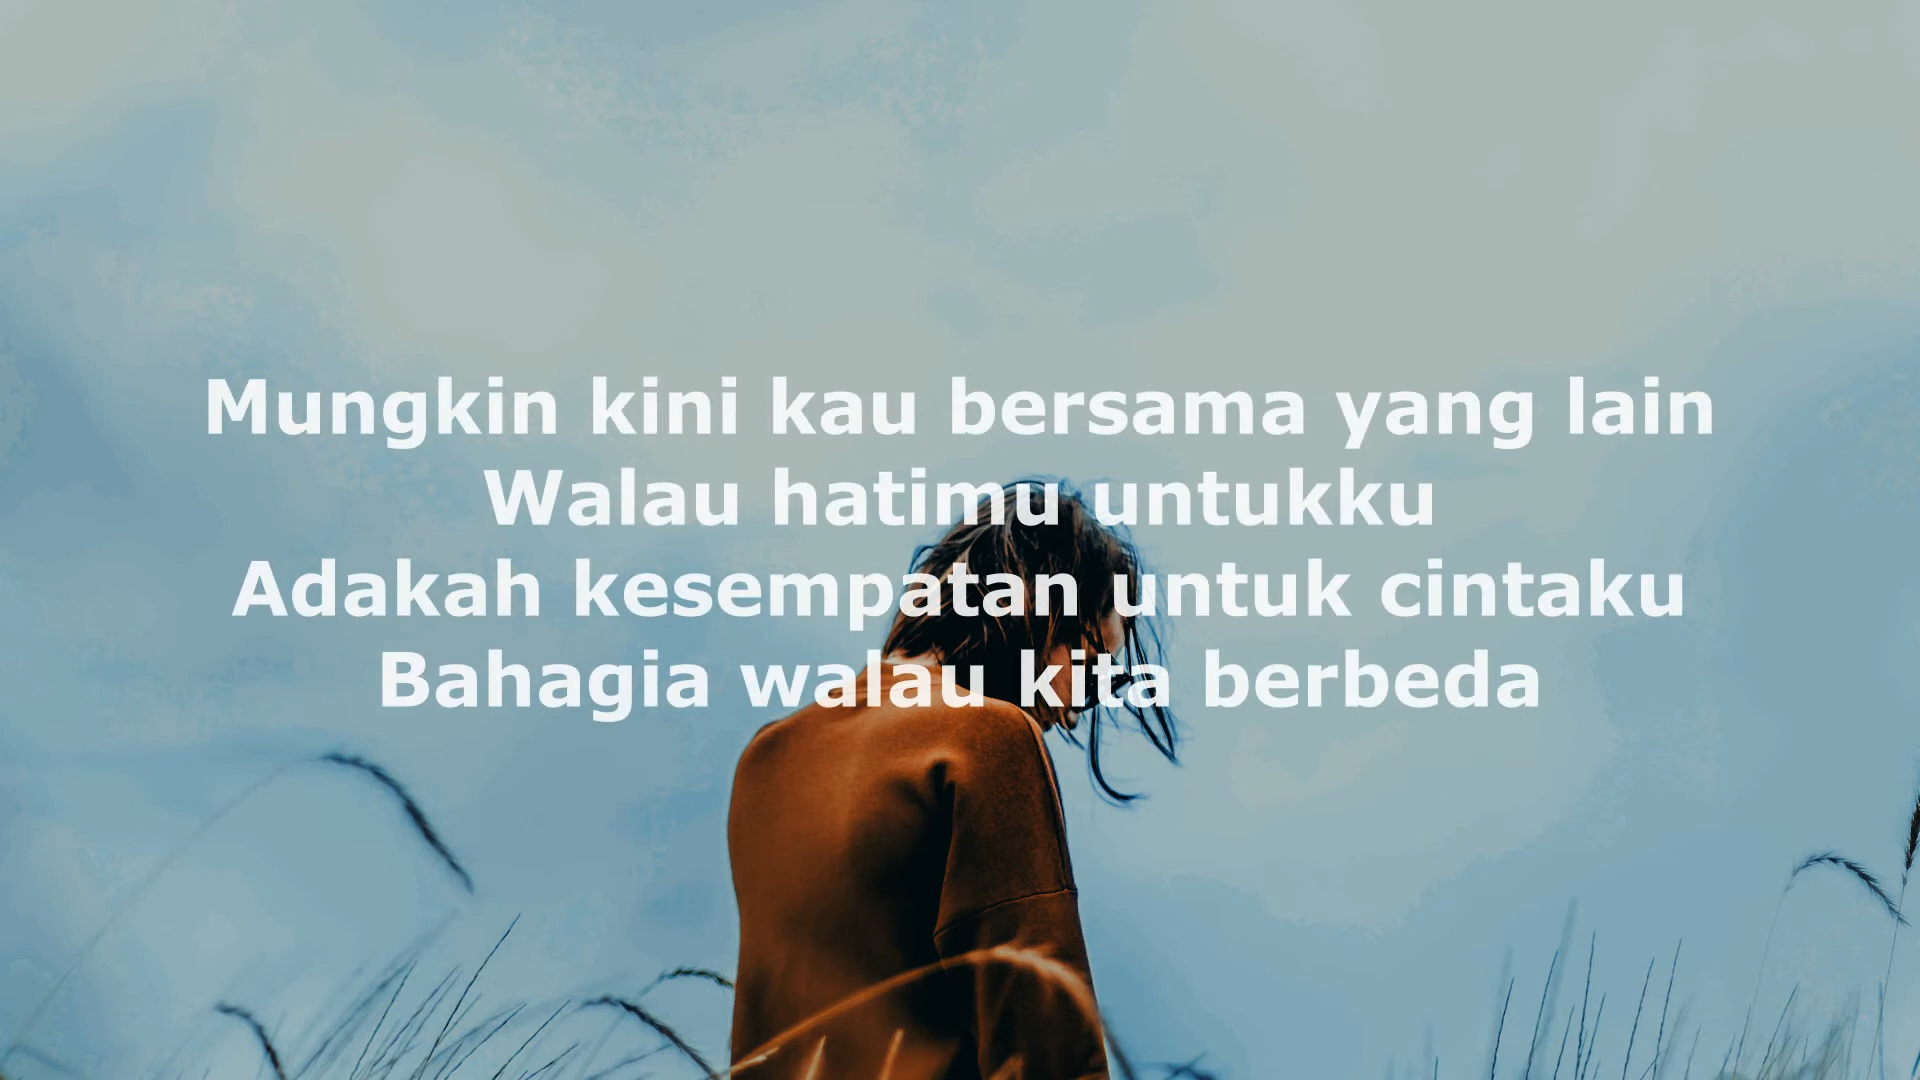 Mungkin kini kau bersama yang lain
Walau hatimu untukku
Adakah kesempatan untuk cintaku
Bahagia walau kita berbeda